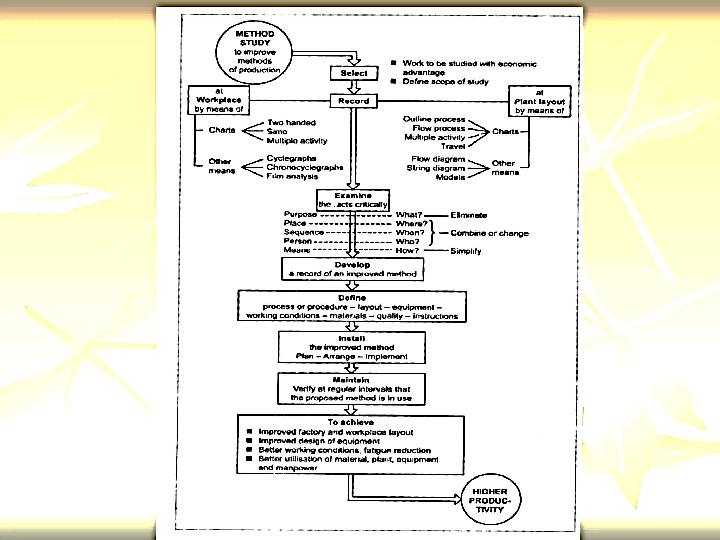 METHOD
STUDY
to improve
methods
of production
Select
■ Work to be studied with economic
advantage
■ Define scope of study
at
Workplace
by means of
Record
at
Plant layout
by means of
Charts
Two handed
Simo
Multiple activity
Other
means
Cyclegraphs
Chronocyclegraphs
Film analysis
Outline process
Flow process
Multiple activity
Travel
Charts
Flow diagram
String diagram
Models
Other
means
Examine
the facts critically
Purpose What? Eliminate
Place Where?
Sequence When? Combine or change
Person Who?
Means How? Simplify
Develop
a record of an improved method
Define
process or procedure – layout – equipment –
working conditions – materials – quality – instructions
Install
the improved method
Plan – Arrange – Implement
Maintain
Verify at regular intervals that
the proposed method is in use
To achieve
■ Improved factory and workplace layout
■ Improved design of equipment
■ Better working conditions, fatigue reduction
■ Better utilisation of material, plant, equipment
and manpower
HIGHER
PRODUC-
TIVITY